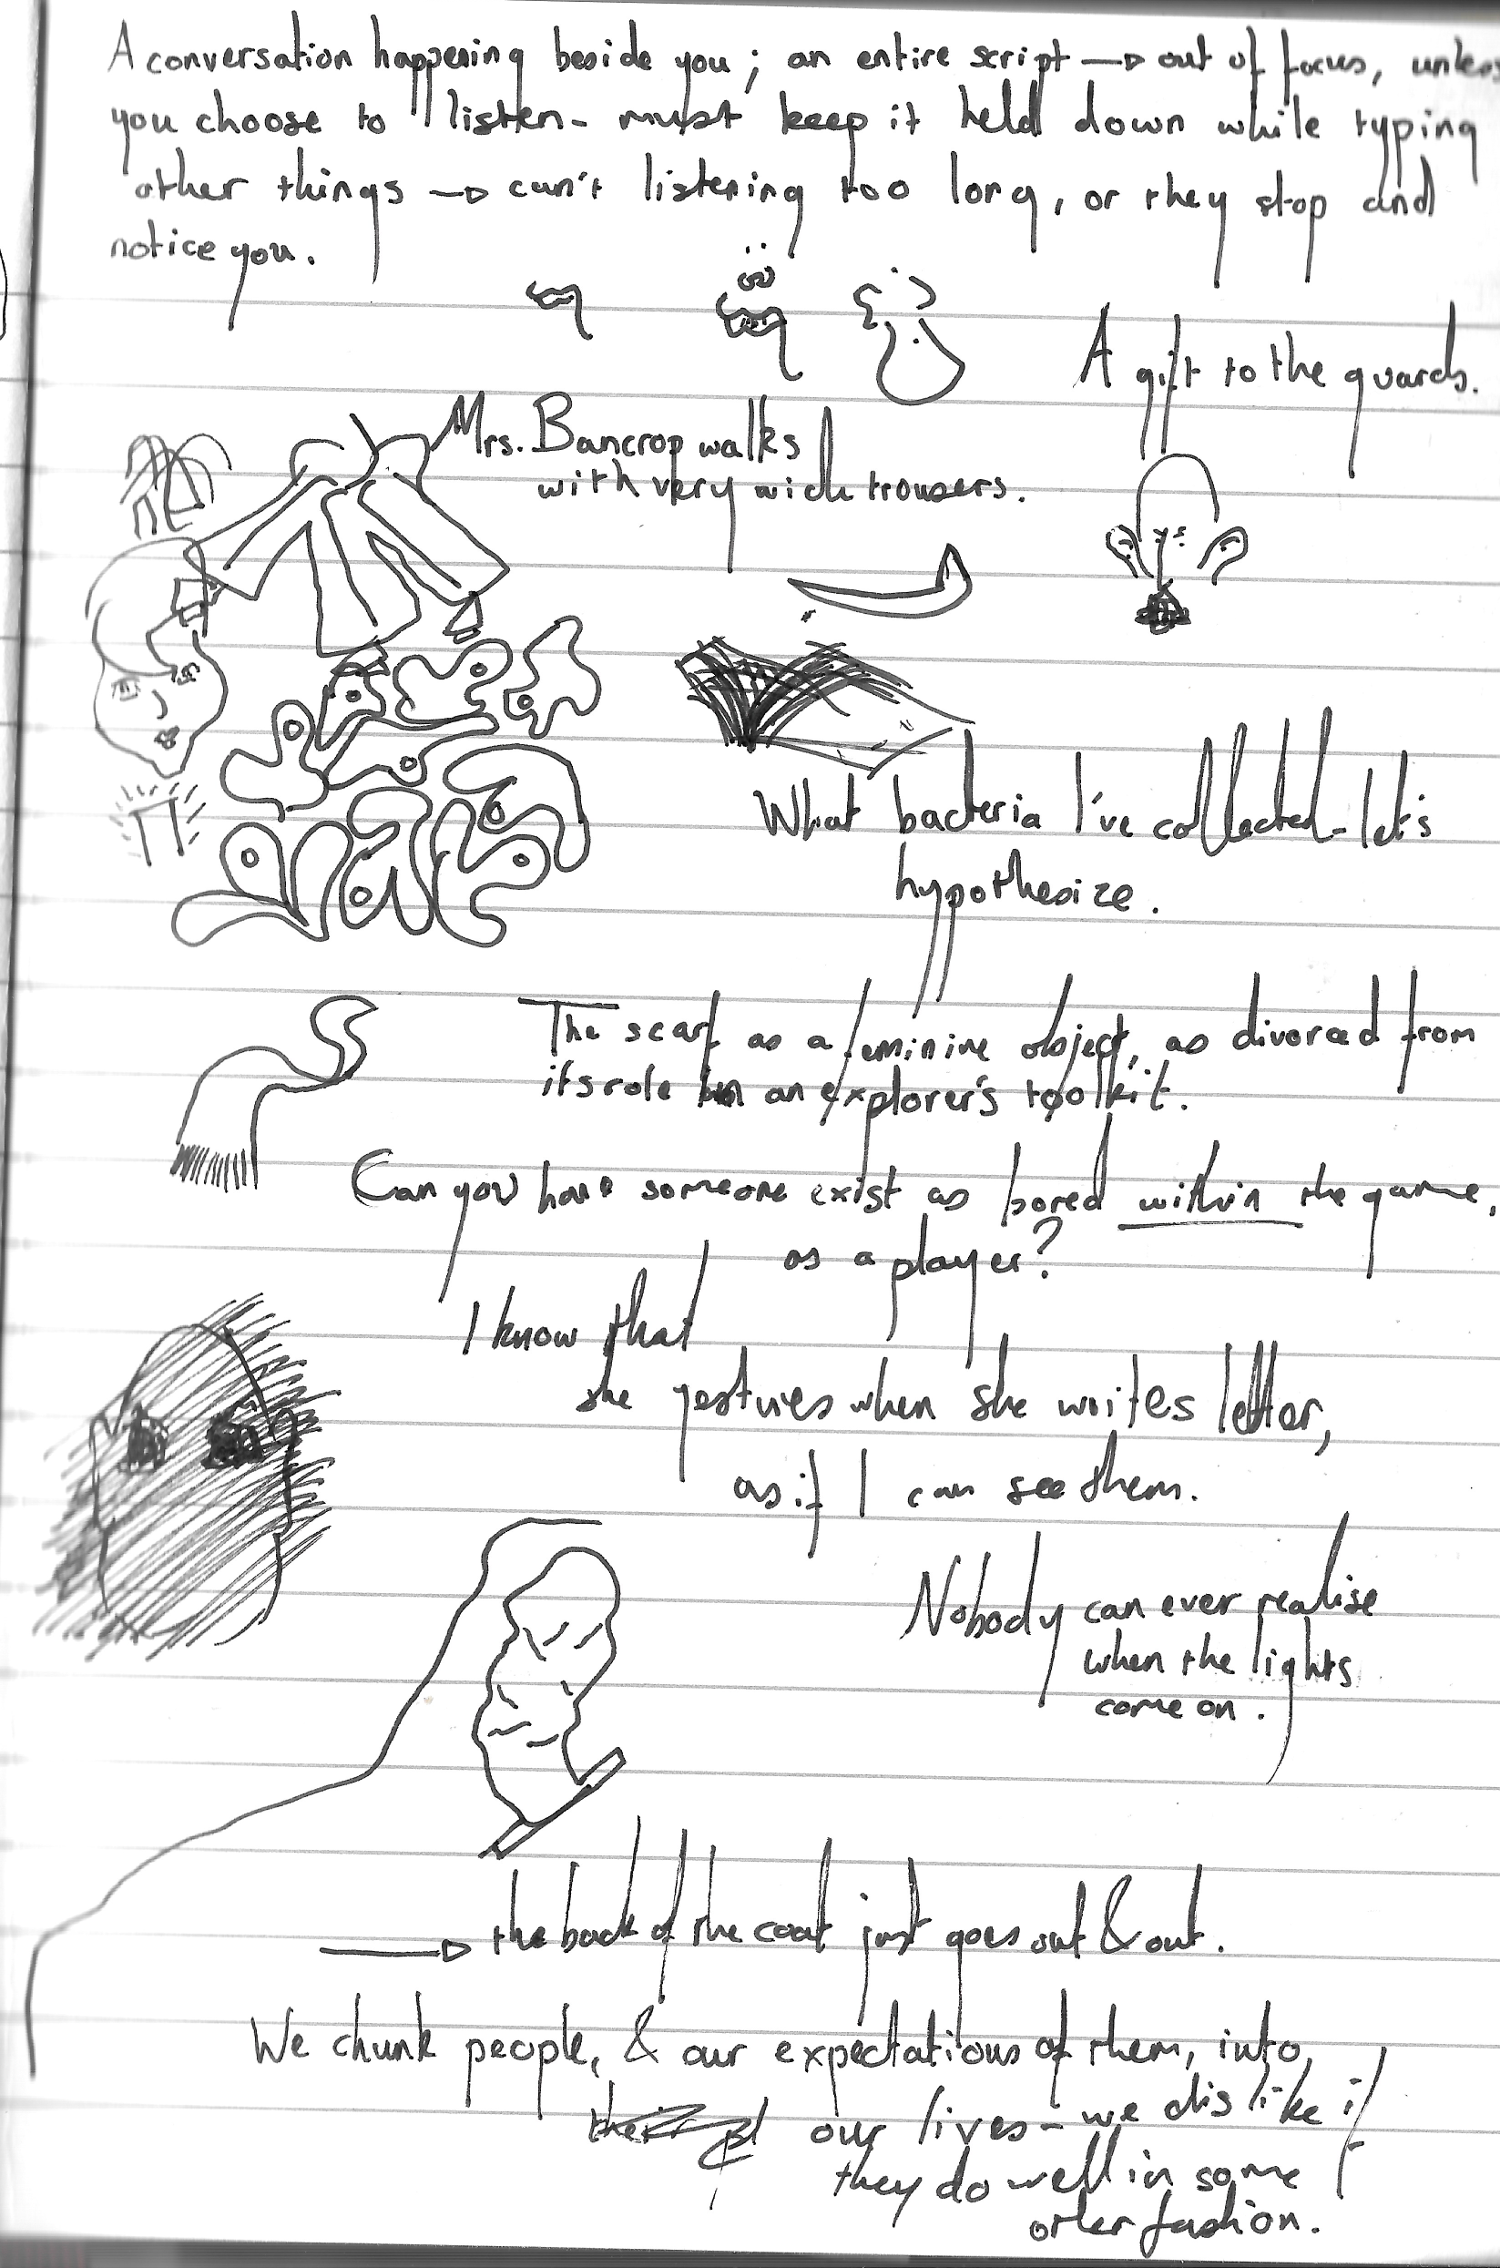 A conversation happening beside you; an entire script → out of focus, unless
you choose to listen - must keep it held down while typing
other things → can't listening too long, or they stop and
notice you.
A gift to the guards.
Mrs. Bancrop walks
with very wide trousers.
What bacteria I've collected - let's
hypothesize.
The scarf as a feminine object, as divorced from
its role in an explorer's toolkit.
Can you have someone exist as bored within the game,
as a player?
I know that
she gestures when she writes letter,
as if I can see them.
Nobody can ever realise
when the lights
come on.
→ the back of the coat just goes out & out.
We chunk people, & our expectations of them, into
our lives - we dislike if
they do well in some
other fashion.